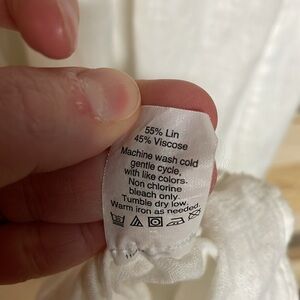 55% Lin
45% Viscose
Machine wash cold
gentle cycle,
with like colors.
Non chlorine
bleach only.
Tumble dry low.
Warm iron as needed.